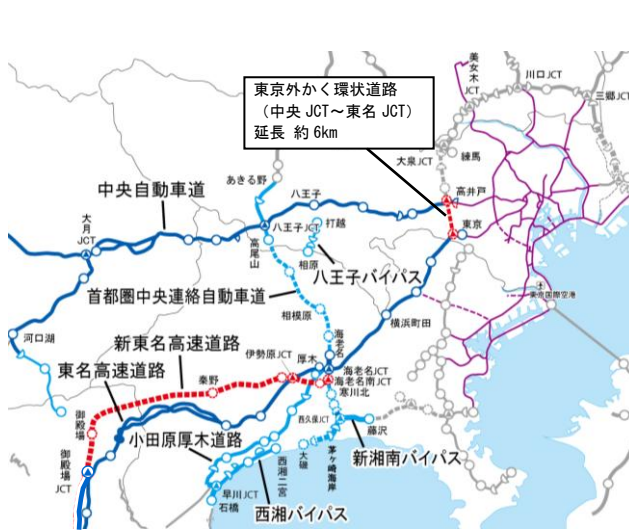 東京外かく環状道路
（中央 JCT～東名 JCT）
延長 約 6km
美女木JCT
川口JCT
三郷JCT
大泉JCT
練馬
高井戸
東京
東京国際空港
中央自動車道
あきる野
八王子
大月JCT
八王子JCT
高尾山
打越
相原
八王子バイパス
首都圏中央連絡自動車道
相模原
横浜町田
海老名
河口湖
新東名高速道路
伊勢原JCT
厚木
海老名JCT
海老名南JCT
寒川北
東名高速道路
秦野
御殿場
御殿場JCT
小田原厚木道路
西久保JCT
茅ヶ崎海岸
藤沢
新湘南バイパス
大磯
西湘二宮
早川JCT
石橋
西湘バイパス